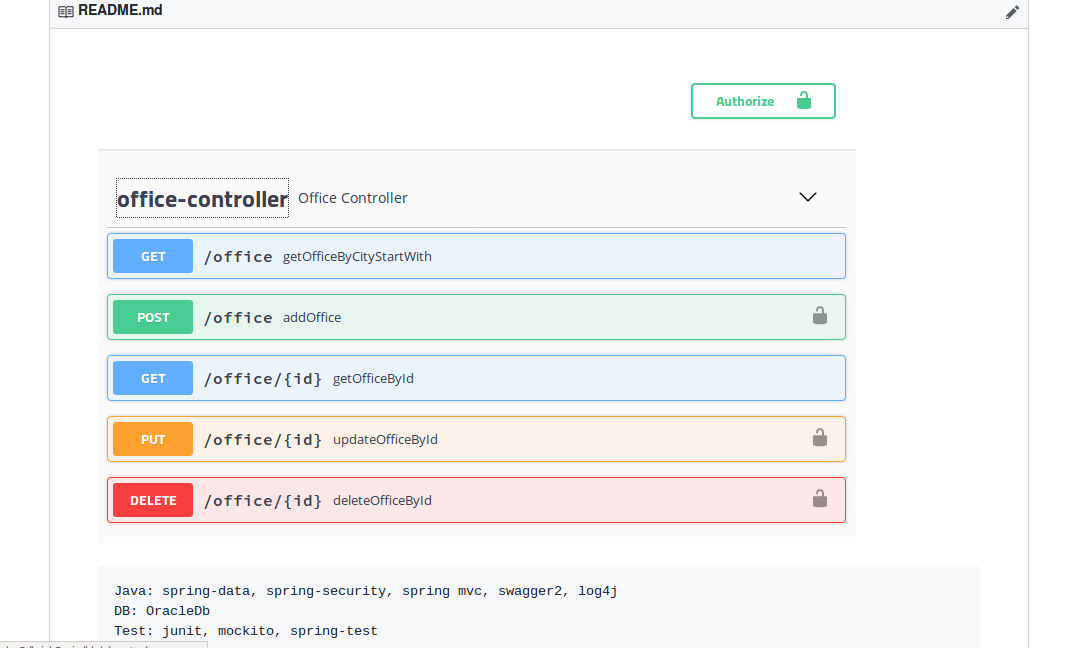 README.md
Authorize
office-controller Office Controller
GET /office getOfficeByCityStartWith
POST /office addOffice
GET /office/{id} getOfficeById
PUT /office/{id} updateOfficeById
DELETE /office/{id} deleteOfficeById
Java: spring-data, spring-security, spring mvc, swagger2, log4j
DB: OracleDb
Test: junit, mockito, spring-test